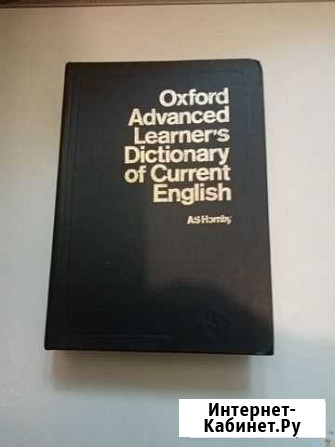 Oxford
Advanced
Learner's
Dictionary
of Current
English
AS Hornby
Интернет-
Кабинет.Ру